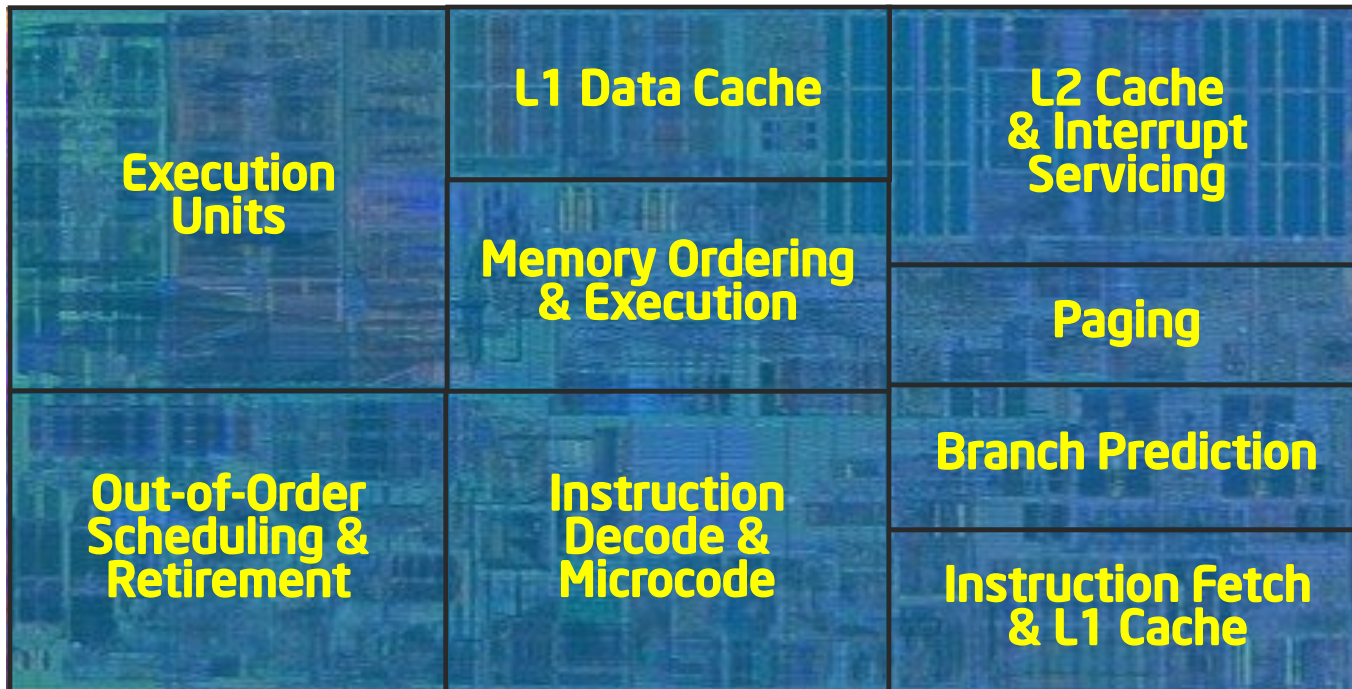 Execution
Units
L1 Data Cache
Memory Ordering
& Execution
L2 Cache
& Interrupt
Servicing
Paging
Out-of-Order
Scheduling &
Retirement
Instruction
Decode &
Microcode
Branch Prediction
Instruction Fetch
& L1 Cache